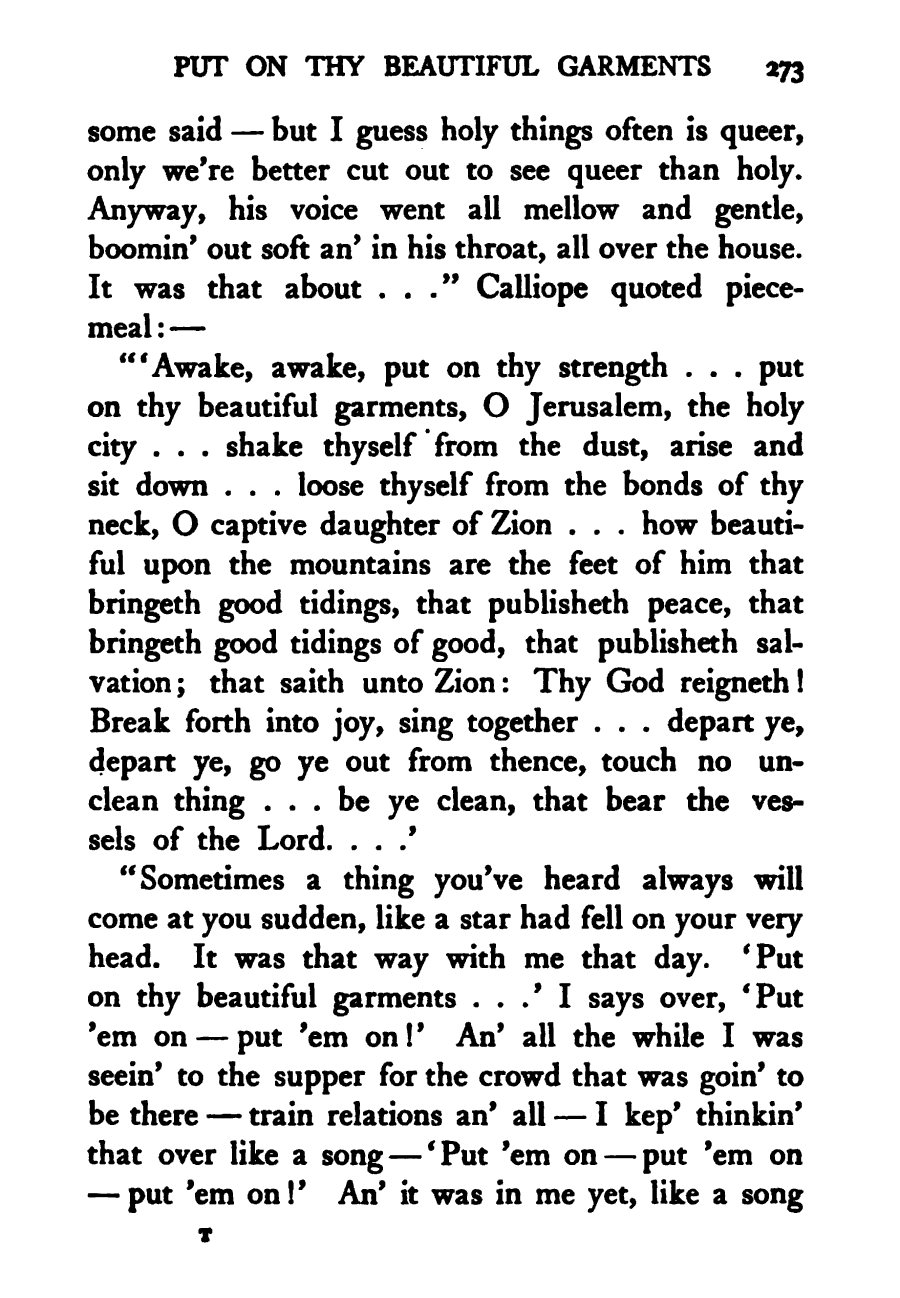 PUT ON THY BEAUTIFUL GARMENTS 273
some said — but I guess holy things often is queer,
only we're better cut out to see queer than holy.
Anyway, his voice went all mellow and gentle,
boomin' out soft an' in his throat, all over the house.
It was that about . . ." Calliope quoted piece-
meal: —
"'Awake, awake, put on thy strength . . . put
on thy beautiful garments, O Jerusalem, the holy
city . . . shake thyself from the dust, arise and
sit down . . . loose thyself from the bonds of thy
neck, O captive daughter of Zion . . . how beauti-
ful upon the mountains are the feet of him that
bringeth good tidings, that publisheth peace, that
bringeth good tidings of good, that publisheth sal-
vation; that saith unto Zion: Thy God reigneth!
Break forth into joy, sing together . . . depart ye,
depart ye, go ye out from thence, touch no un-
clean thing . . . be ye clean, that bear the ves-
sels of the Lord. . . .'
"Sometimes a thing you've heard always will
come at you sudden, like a star had fell on your very
head. It was that way with me that day. 'Put
on thy beautiful garments . . .' I says over, 'Put
'em on — put 'em on!' An' all the while I was
seein' to the supper for the crowd that was goin' to
be there — train relations an' all — I kep' thinkin'
that over like a song — 'Put 'em on — put 'em on
— put 'em on!' An' it was in me yet, like a song
T